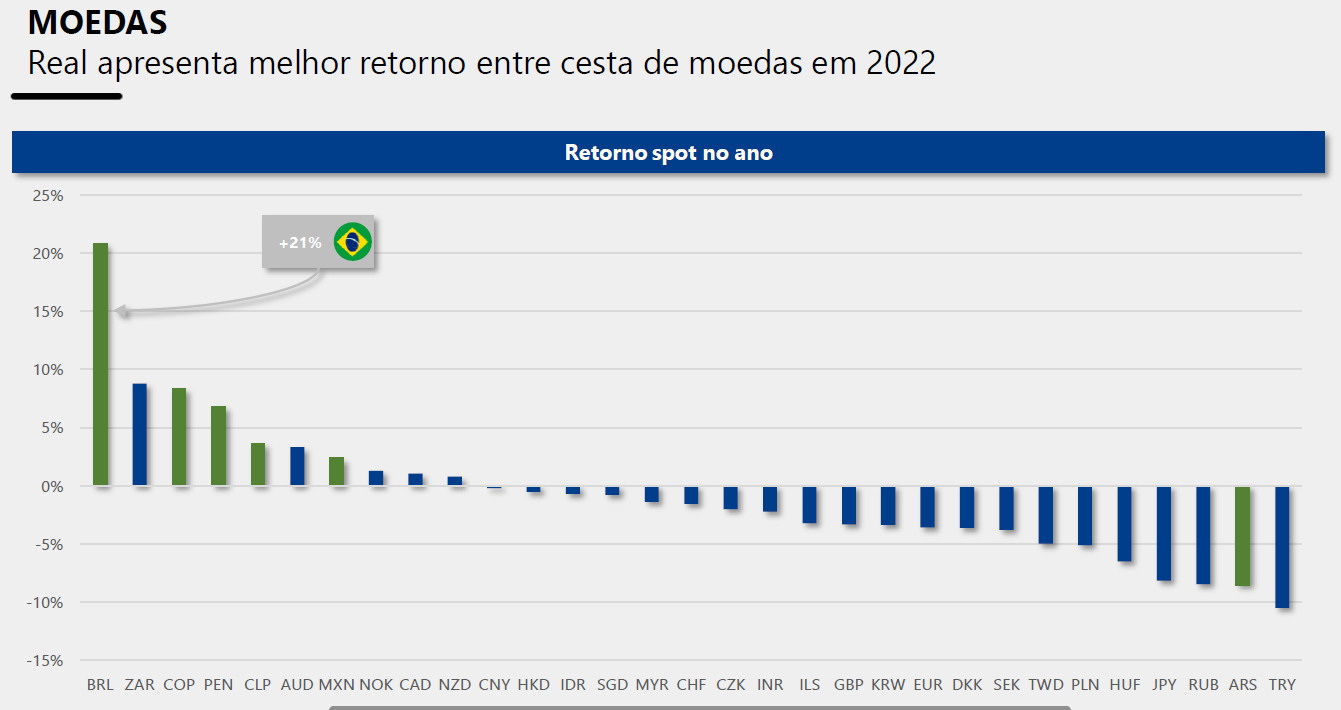 MOEDAS
Real apresenta melhor retorno entre cesta de moedas em 2022
Retorno spot no ano
25%
+21%
20%
15%
10%
5%
0%
-5%
-10%
-15%
BRL ZAR COP PEN CLP AUD MXN NOK CAD NZD CNY HKD IDR SGD MYR CHF CZK INR ILS GBP KRW EUR DKK SEK TWD PLN HUF JPY RUB ARS TRY